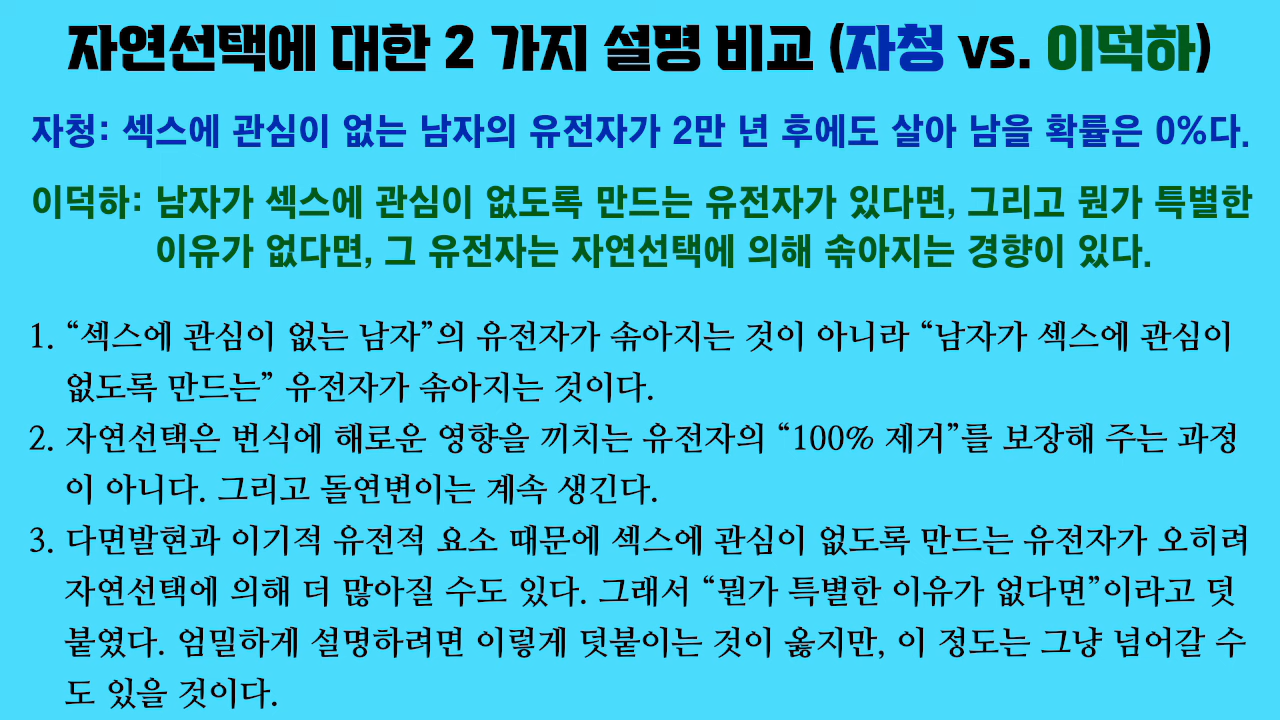 자연선택에 대한 2 가지 설명 비교 (자청 vs. 이덕하)
자청: 섹스에 관심이 없는 남자의 유전자가 2만 년 후에도 살아 남을 확률은 0%다.
이덕하: 남자가 섹스에 관심이 없도록 만드는 유전자가 있다면, 그리고 뭔가 특별한
이유가 없다면, 그 유전자는 자연선택에 의해 솎아지는 경향이 있다.
1. “섹스에 관심이 없는 남자”의 유전자가 솎아지는 것이 아니라 “남자가 섹스에 관심이
없도록 만드는” 유전자가 솎아지는 것이다.
2. 자연선택은 번식에 해로운 영향을 끼치는 유전자의 “100% 제거”를 보장해 주는 과정
이 아니다. 그리고 돌연변이는 계속 생긴다.
3. 다면발현과 이기적 유전적 요소 때문에 섹스에 관심이 없도록 만드는 유전자가 오히려
자연선택에 의해 더 많아질 수도 있다. 그래서 “뭔가 특별한 이유가 없다면”이라고 덧
붙였다. 엄밀하게 설명하려면 이렇게 덧붙이는 것이 옳지만, 이 정도는 그냥 넘어갈 수
도 있을 것이다.